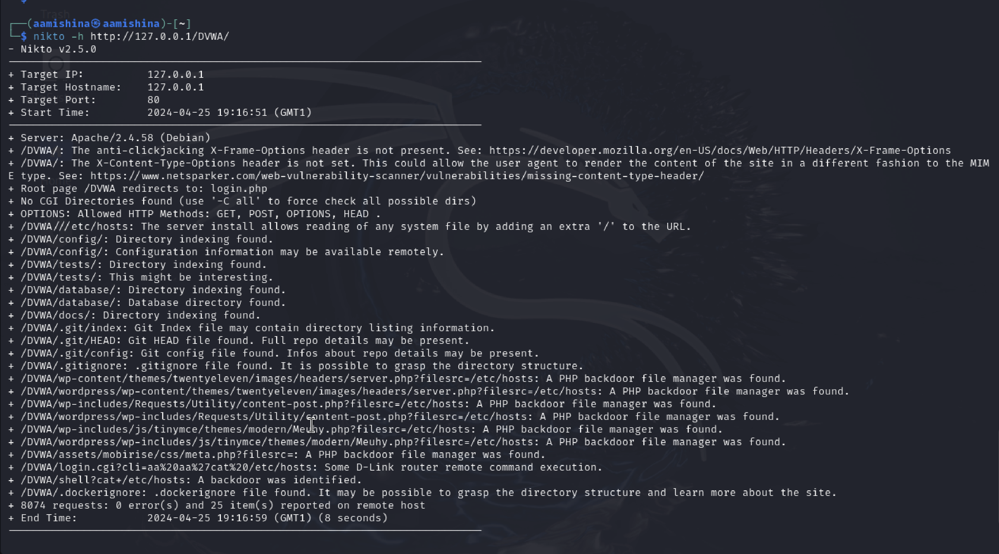 $
Trash
┌──(aamishina㉿aamishina)-[~]
└─$ nikto -h http://127.0.0.1/DVWA/
- Nikto v2.5.0
+ Target IP:          127.0.0.1
+ Target Hostname:    127.0.0.1
+ Target Port:        80
+ Start Time:         2024-04-25 19:16:51 (GMT1)
+ Server: Apache/2.4.58 (Debian)
+ /DVWA/: The anti-clickjacking X-Frame-Options header is not present. See: https://developer.mozilla.org/en-US/docs/Web/HTTP/Headers/X-Frame-Options
+ /DVWA/: The X-Content-Type-Options header is not set. This could allow the user agent to render the content of the site in a different fashion to the MIM
E type. See: https://www.netsparker.com/web-vulnerability-scanner/vulnerabilities/missing-content-type-header/
Home
+ Root page /DVWA redirects to: login.php
+ No CGI Directories found (use '-C all' to force check all possible dirs)
+ OPTIONS: Allowed HTTP Methods: GET, POST, OPTIONS, HEAD .
+ /DVWA///etc/hosts: The server install allows reading of any system file by adding an extra '/' to the URL.
+ /DVWA/config/: Directory indexing found.
+ /DVWA/config/: Configuration information may be available remotely.
+ /DVWA/tests/: Directory indexing found.
+ /DVWA/tests/: This might be interesting.
+ /DVWA/database/: Directory indexing found.
+ /DVWA/database/: Database directory found.
+ /DVWA/docs/: Directory indexing found.
+ /DVWA/.git/index: Git Index file may contain directory listing information.
+ /DVWA/.git/HEAD: Git HEAD file found. Full repo details may be present.
+ /DVWA/.git/config: Git config file found. Infos about repo details may be present.
+ /DVWA/.gitignore: .gitignore file found. It is possible to grasp the directory structure.
+ /DVWA/wp-content/themes/twentyeleven/images/headers/server.php?filesrc=/etc/hosts: A PHP backdoor file manager was found.
+ /DVWA/wordpress/wp-content/themes/twentyeleven/images/headers/server.php?filesrc=/etc/hosts: A PHP backdoor file manager was found.
+ /DVWA/wp-includes/Requests/Utility/content-post.php?filesrc=/etc/hosts: A PHP backdoor file manager was found.
+ /DVWA/wordpress/wp-includes/Requests/Utility/content-post.php?filesrc=/etc/hosts: A PHP backdoor file manager was found.
+ /DVWA/wp-includes/js/tinymce/themes/modern/Meuhy.php?filesrc=/etc/hosts: A PHP backdoor file manager was found.
+ /DVWA/wordpress/wp-includes/js/tinymce/themes/modern/Meuhy.php?filesrc=/etc/hosts: A PHP backdoor file manager was found.
+ /DVWA/assets/mobirise/css/meta.php?filesrc=: A PHP backdoor file manager was found.
+ /DVWA/login.cgi?cli=aa%20aa%27cat%20/etc/hosts: Some D-Link router remote command execution.
+ /DVWA/shell?cat+/etc/hosts: A backdoor was identified.
+ /DVWA/.dockerignore: .dockerignore file found. It may be possible to grasp the directory structure and learn more about the site.
+ 8074 requests: 0 error(s) and 25 item(s) reported on remote host
+ End Time:           2024-04-25 19:16:59 (GMT1) (8 seconds)